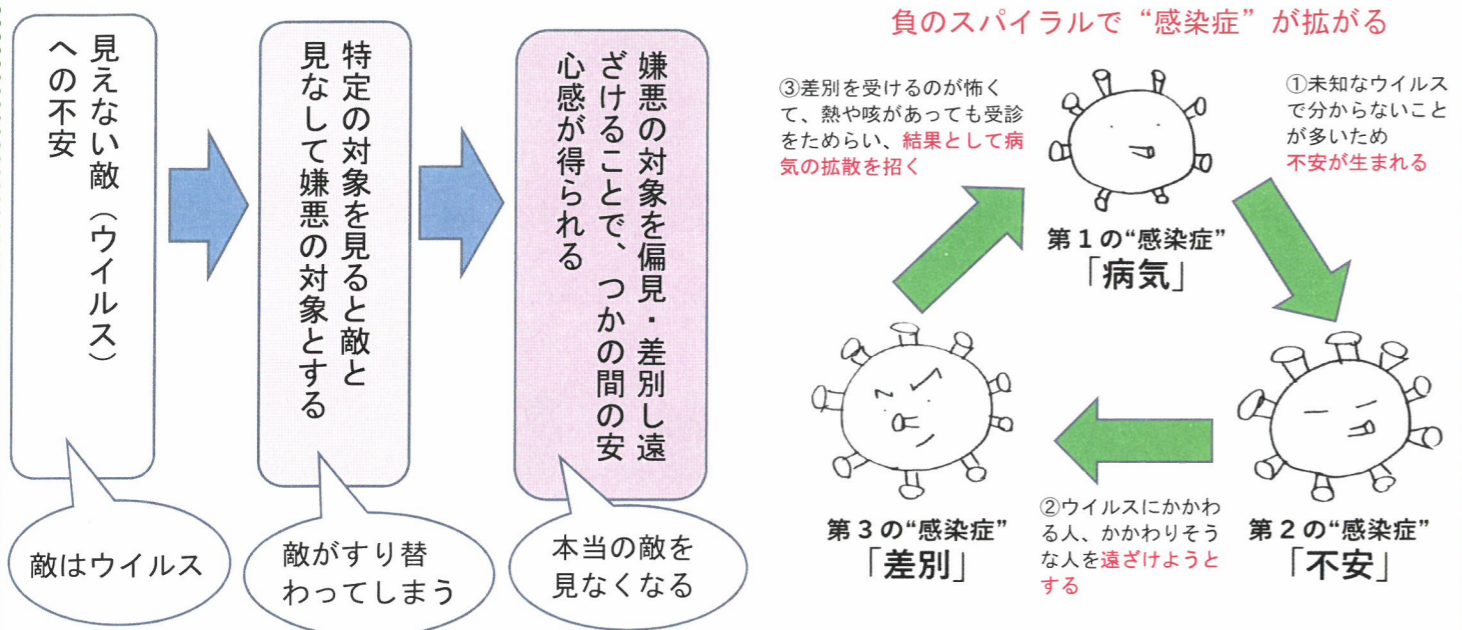 見えない敵（ウイルス）
への不安
敵はウイルス
特定の対象を見ると敵と
見なして嫌悪の対象とする
敵がすり替
わってしまう
嫌悪の対象を偏見・差別し遠
ざけることで、つかの間の安
心感が得られる
本当の敵を
見なくなる
負のスパイラルで“感染症”が拡がる
①未知なウイルス
で分からないこと
が多いため
不安が生まれる
第１の“感染症”
「病気」
②ウイルスにかかわ
る人、かかわりそう
な人を遠ざけようと
する
第２の“感染症”
「不安」
③差別を受けるのが怖く
て、熱や咳があっても受診
をためらい、結果として病
気の拡散を招く
第３の“感染症”
「差別」